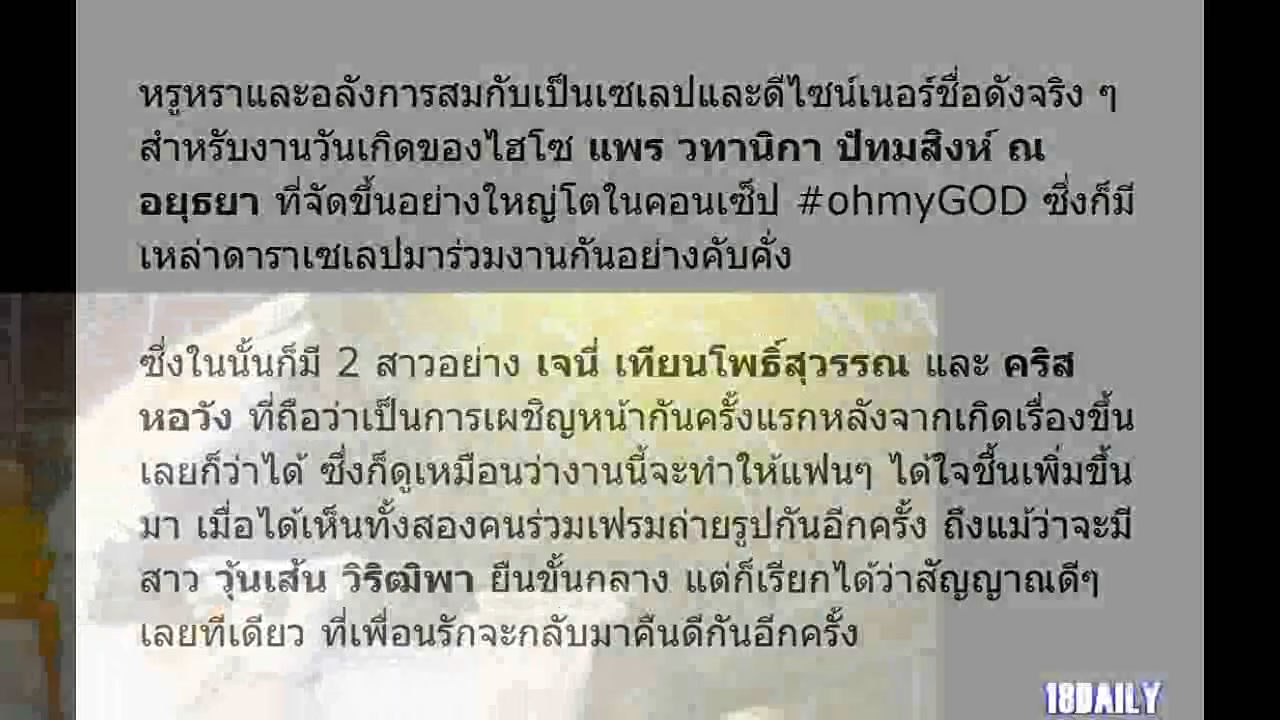 หรูหราและอลังการสมกับเป็นเซเลปและดีไซน์เนอร์ชื่อดังจริง ๆ
สำหรับงานวันเกิดของไฮโซ แพร วทานิกา ปัทมสิงห์ ณ
อยุธยา ที่จัดขึ้นอย่างใหญ่โตในคอนเซ็ป #ohmyGOD ซึ่งก็มี
เหล่าดาราเซเลปมาร่วมงานกันอย่างคับคั่ง
ซึ่งในนั้นก็มี 2 สาวอย่าง เจนี่ เทียนโพธิ์สุวรรณ และ คริส
หอวัง ที่ถือว่าเป็นการเผชิญหน้ากันครั้งแรกหลังจากเกิดเรื่องขึ้น
เลยก็ว่าได้ ซึ่งก็ดูเหมือนว่างานนี้จะทำให้แฟนๆ ได้ใจชื้นเพิ่มขึ้น
มา เมื่อได้เห็นทั้งสองคนร่วมเฟรมถ่ายรูปกันอีกครั้ง ถึงแม้ว่าจะมี
สาว วุ้นเส้น วิริฒิพา ยืนขั้นกลาง แต่ก็เรียกได้ว่าสัญญาณดีๆ
เลยทีเดียว ที่เพื่อนรักจะกลับมาคืนดีกันอีกครั้ง
18DAILY